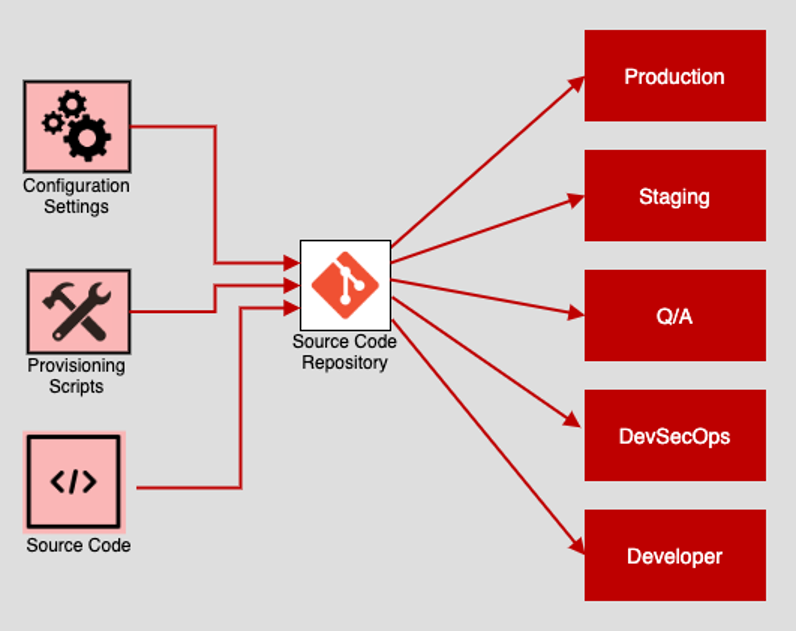 Configuration
Settings
Provisioning
Scripts
</>
Source Code
Source Code
Repository
Production
Staging
Q/A
DevSecOps
Developer